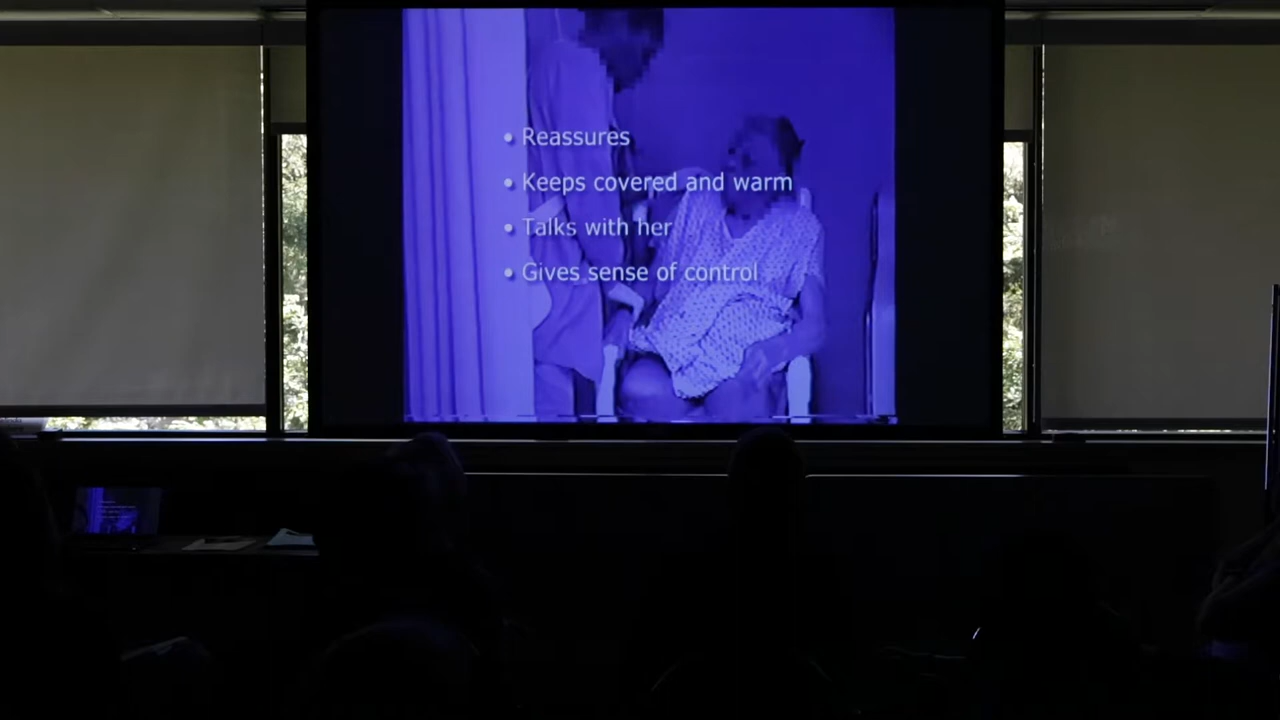 • Reassures
• Keeps covered and warm
• Talks with her
• Gives sense of control